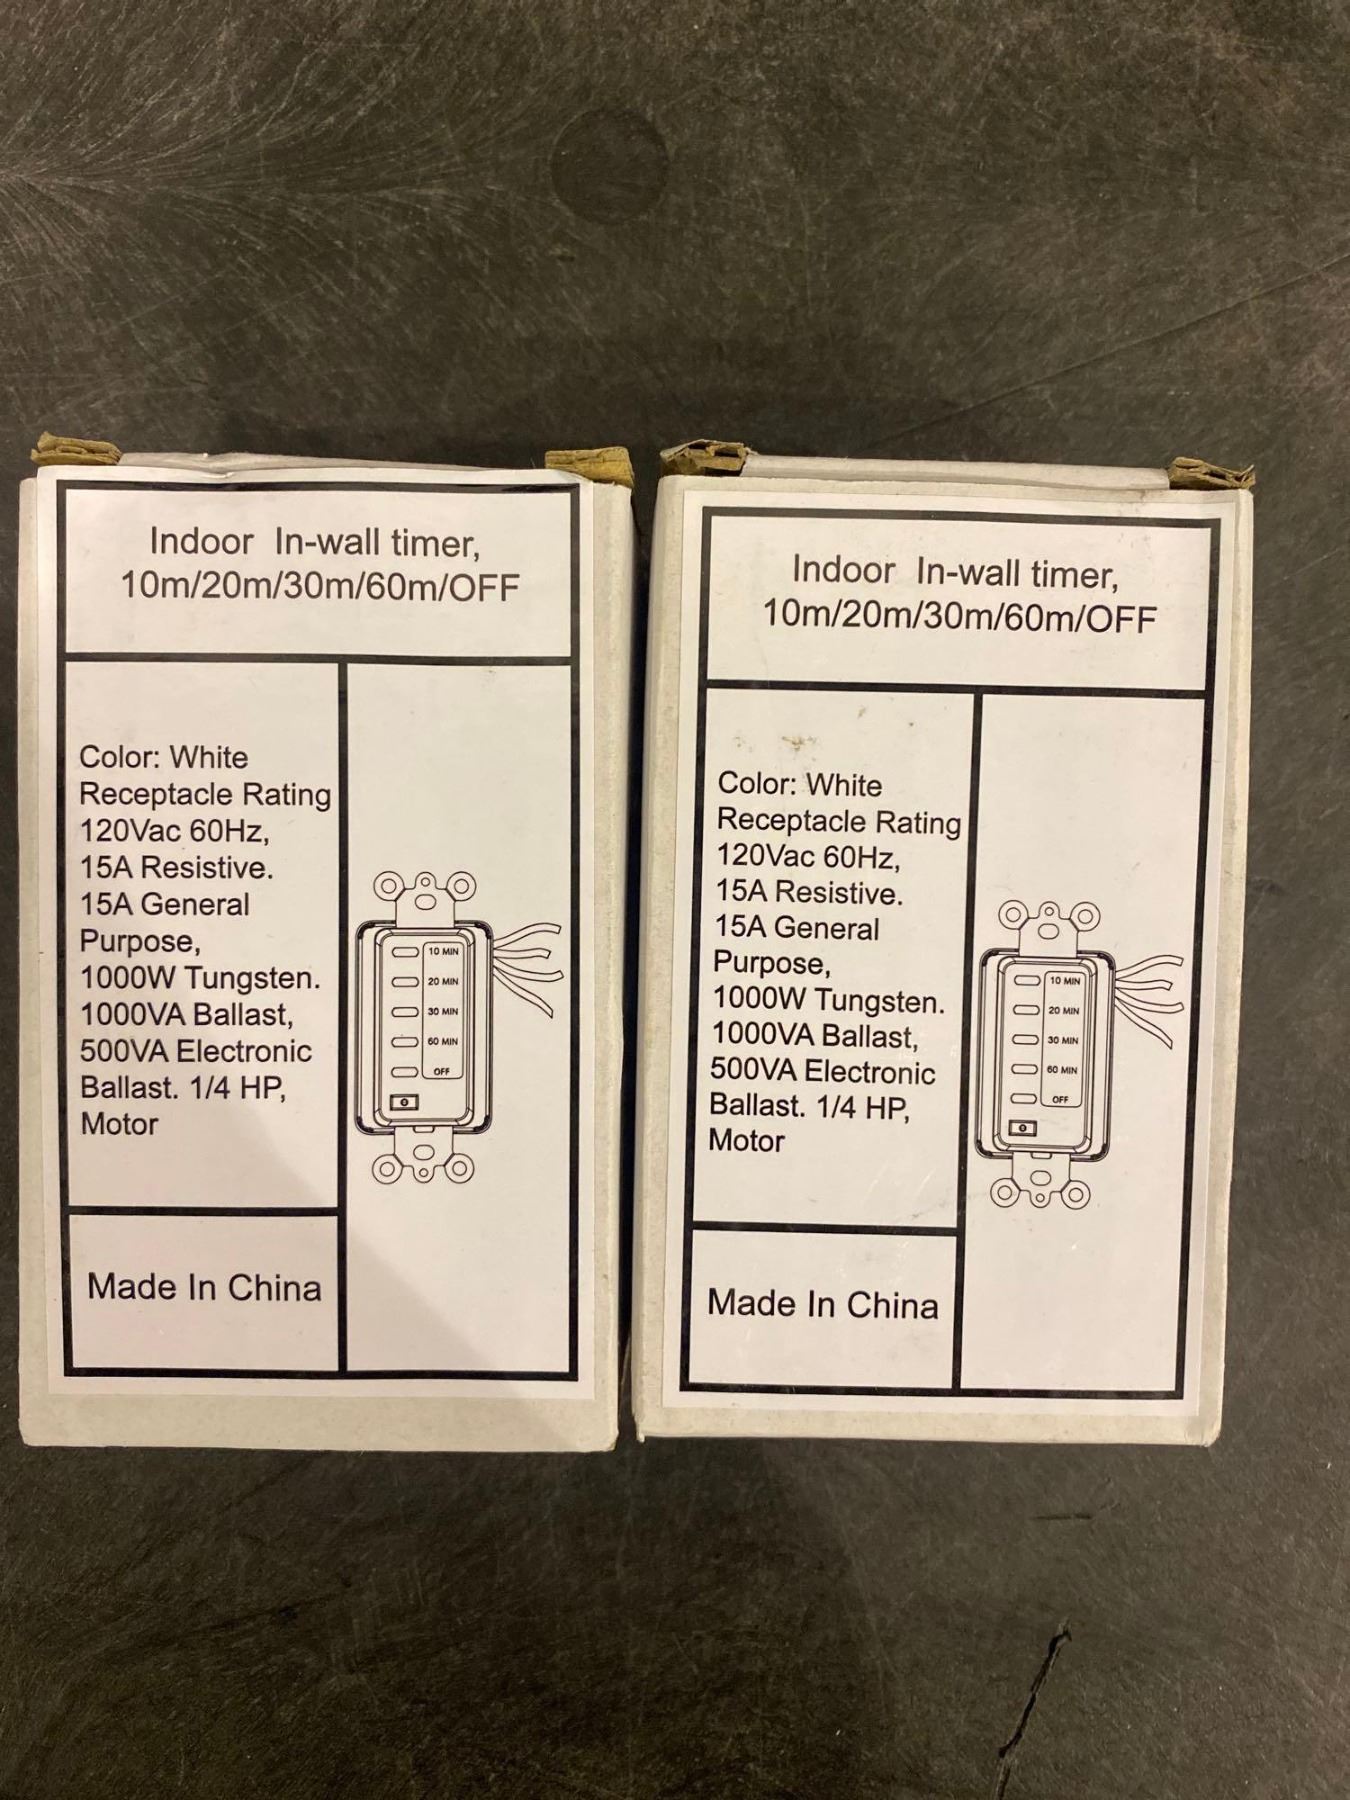 Indoor In-wall timer,
10m/20m/30m/60m/OFF
Color: White
Receptacle Rating
120Vac 60Hz,
15A Resistive.
15A General
Purpose,
1000W Tungsten.
1000VA Ballast,
500VA Electronic
Ballast. 1/4 HP,
Motor
10 MIN
20 MIN
30 MIN
60 MIN
OFF
Made In China
Indoor In-wall timer,
10m/20m/30m/60m/OFF
Color: White
Receptacle Rating
120Vac 60Hz,
15A Resistive.
15A General
Purpose,
1000W Tungsten.
1000VA Ballast,
500VA Electronic
Ballast. 1/4 HP,
Motor
10 MIN
20 MIN
30 MIN
60 MIN
OFF
Made In China